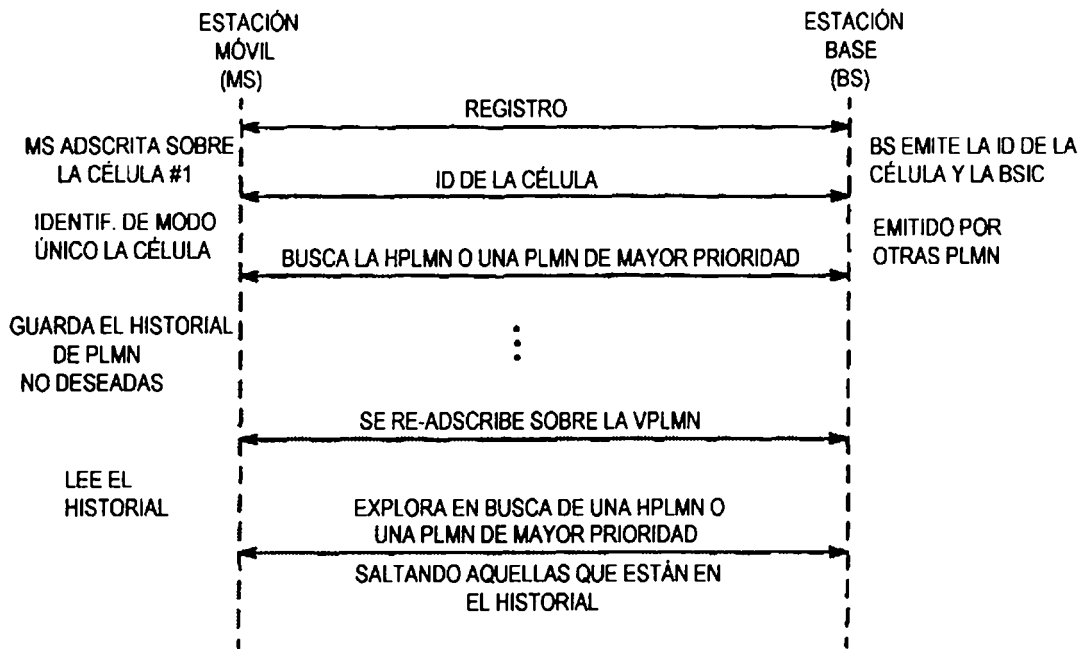 ESTACIÓN
MÓVIL
(MS)
ESTACIÓN
BASE
(BS)
REGISTRO
MS ADSCRITA SOBRE
LA CÉLULA #1
BS EMITE LA ID DE LA
CÉLULA Y LA BSIC
ID DE LA CÉLULA
IDENTIF. DE MODO
ÚNICO LA CÉLULA
EMITIDO POR
OTRAS PLMN
BUSCA LA HPLMN O UNA PLMN DE MAYOR PRIORIDAD
GUARDA EL HISTORIAL
DE PLMN
NO DESEADAS
SE RE-ADSCRIBE SOBRE LA VPLMN
LEE EL
HISTORIAL
EXPLORA EN BUSCA DE UNA HPLMN O
UNA PLMN DE MAYOR PRIORIDAD
SALTANDO AQUELLAS QUE ESTÁN EN
EL HISTORIAL